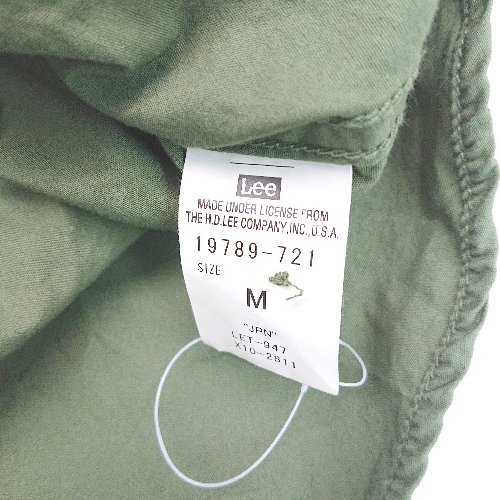 Lee
MADE UNDER LICENSE FROM
THE H.D.LEE COMPANY,INC.,U.S.A.
19789-721
SIZE
M
"JPN"
LET-947
X10-2811